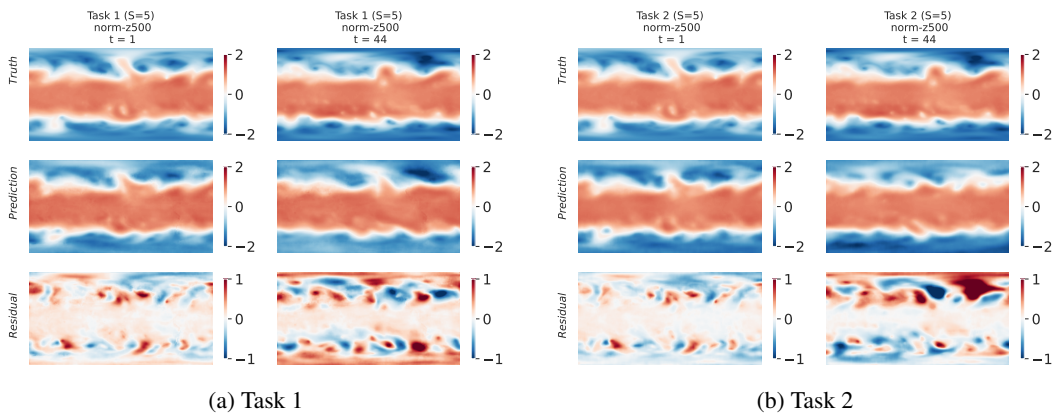 Task 1 (S=5)
norm-z500
t = 1
Task 1 (S=5)
norm-z500
t = 44
Truth
2
0
−2
2
0
−2
Prediction
2
0
−2
2
0
−2
Residual
1
0
−1
1
0
−1
(a) Task 1
Task 2 (S=5)
norm-z500
t = 1
Task 2 (S=5)
norm-z500
t = 44
Truth
2
0
−2
2
0
−2
Prediction
2
0
−2
2
0
−2
Residual
1
0
−1
1
0
−1
(b) Task 2